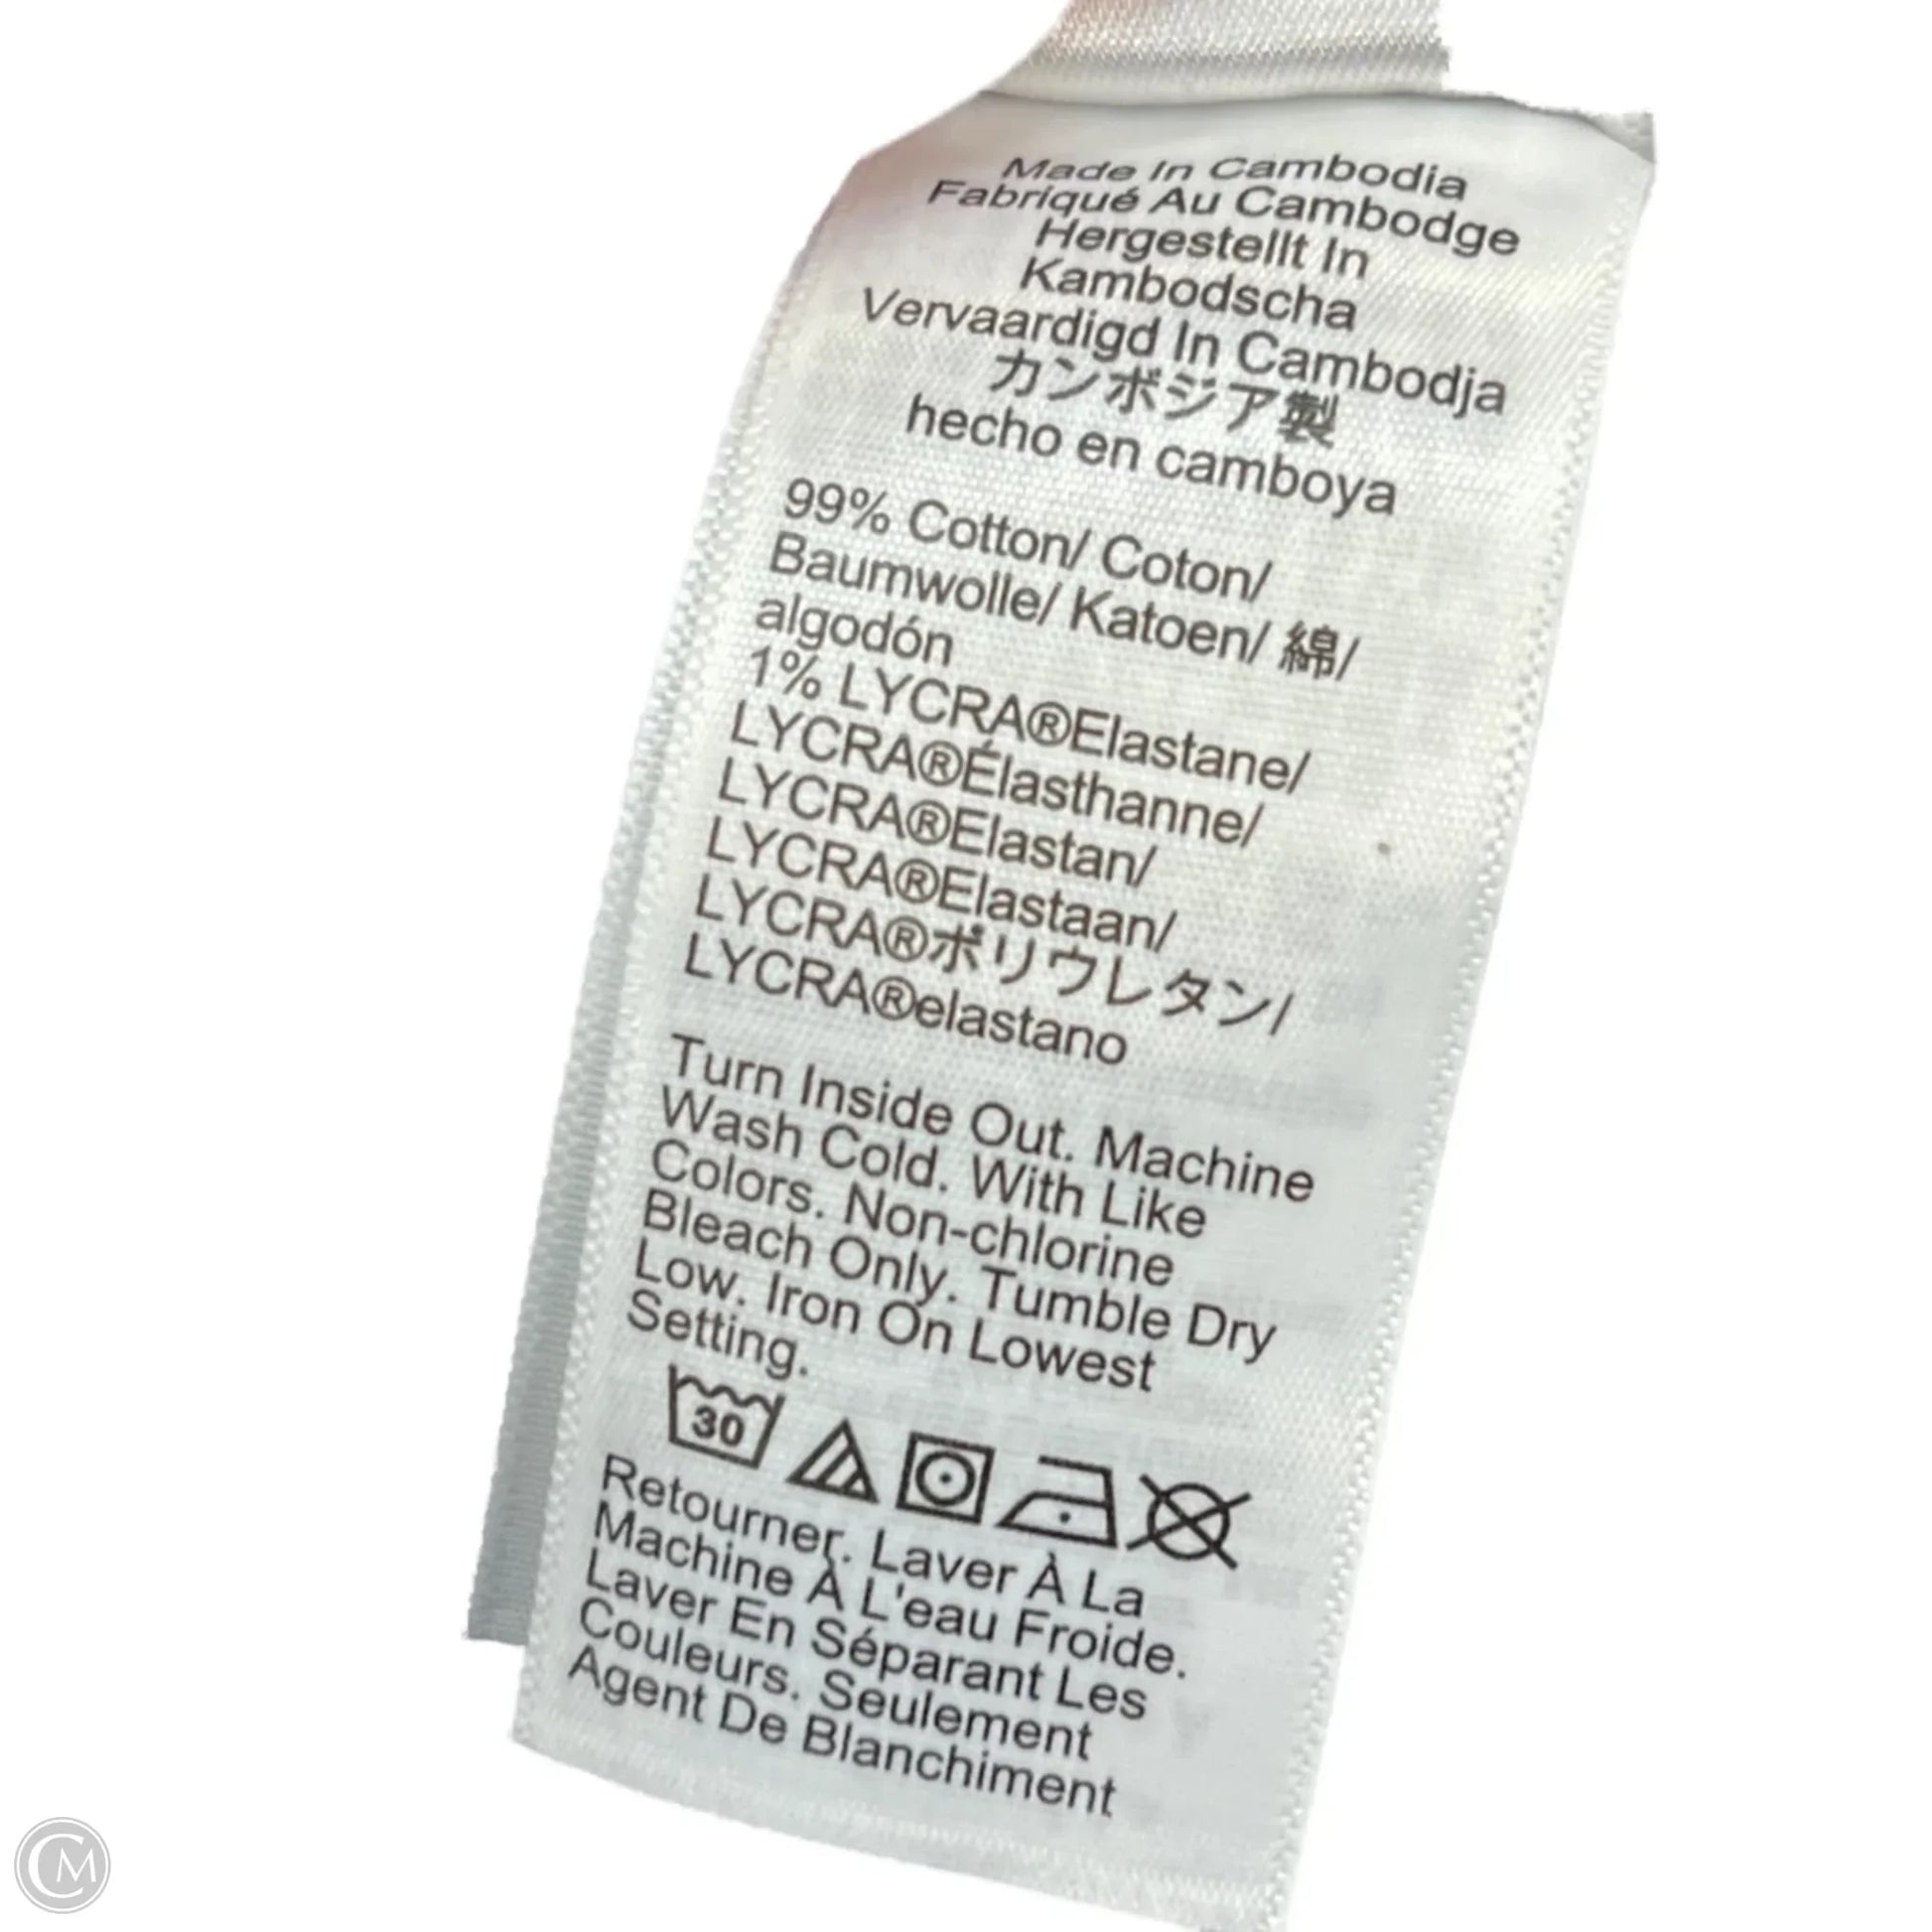 Made In Cambodia
Fabriqué Au Cambodge
Hergestellt In
Kambodscha
Vervaardigd In Cambodja
カンボジア製
hecho en camboya
99% Cotton/ Coton/
Baumwolle/ Katoen/ 綿/
algodón
1% LYCRA®Elastane/
LYCRA®Élasthanne/
LYCRA®Elastan/
LYCRA®Elastaan/
LYCRA®ポリウレタン/
LYCRA®elastano
Turn Inside Out. Machine
Wash Cold. With Like
Colors. Non-chlorine
Bleach Only. Tumble Dry
Low. Iron On Lowest
Setting.
30
Retourner. Laver À La
Machine À L'eau Froide.
Laver En Séparant Les
Couleurs. Seulement
Agent De Blanchiment
CM